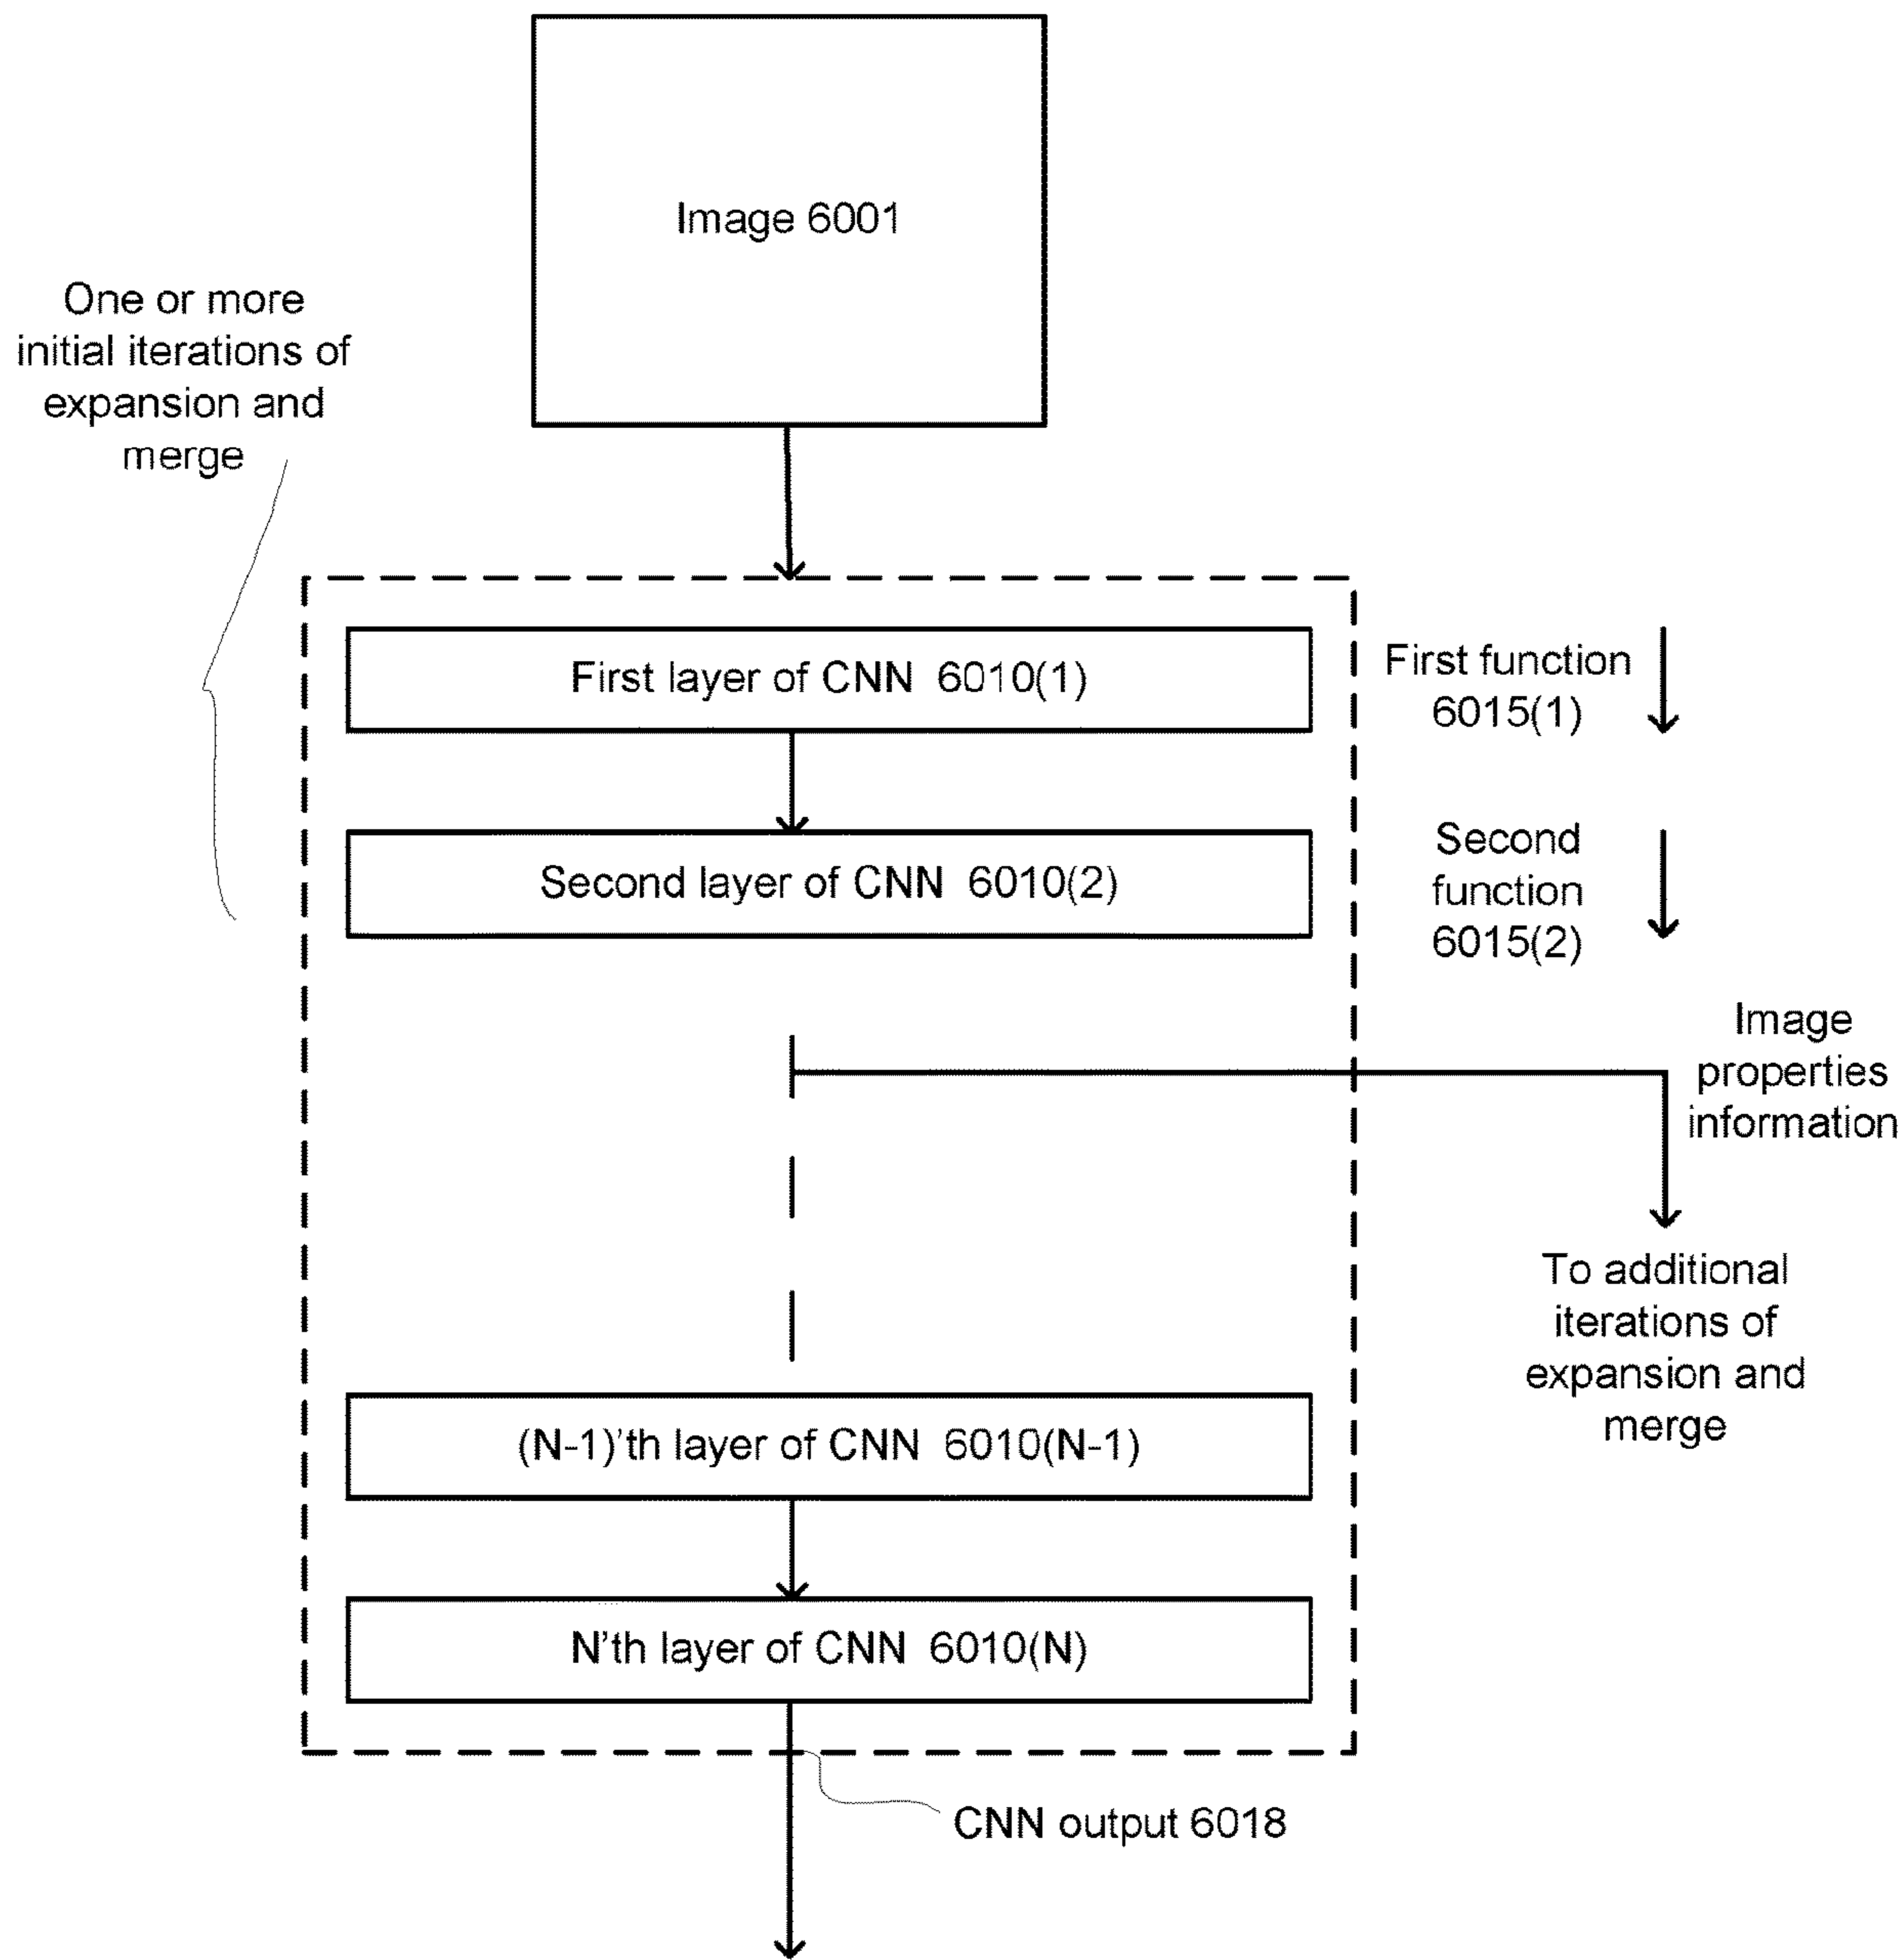 Image 6001
One or more
initial iterations of
expansion and
merge
First layer of CNN 6010(1)
First function
6015(1)
Second layer of CNN 6010(2)
Second
function
6015(2)
Image
properties
information
To additional
iterations of
expansion and
merge
(N-1)'th layer of CNN 6010(N-1)
N'th layer of CNN 6010(N)
CNN output 6018